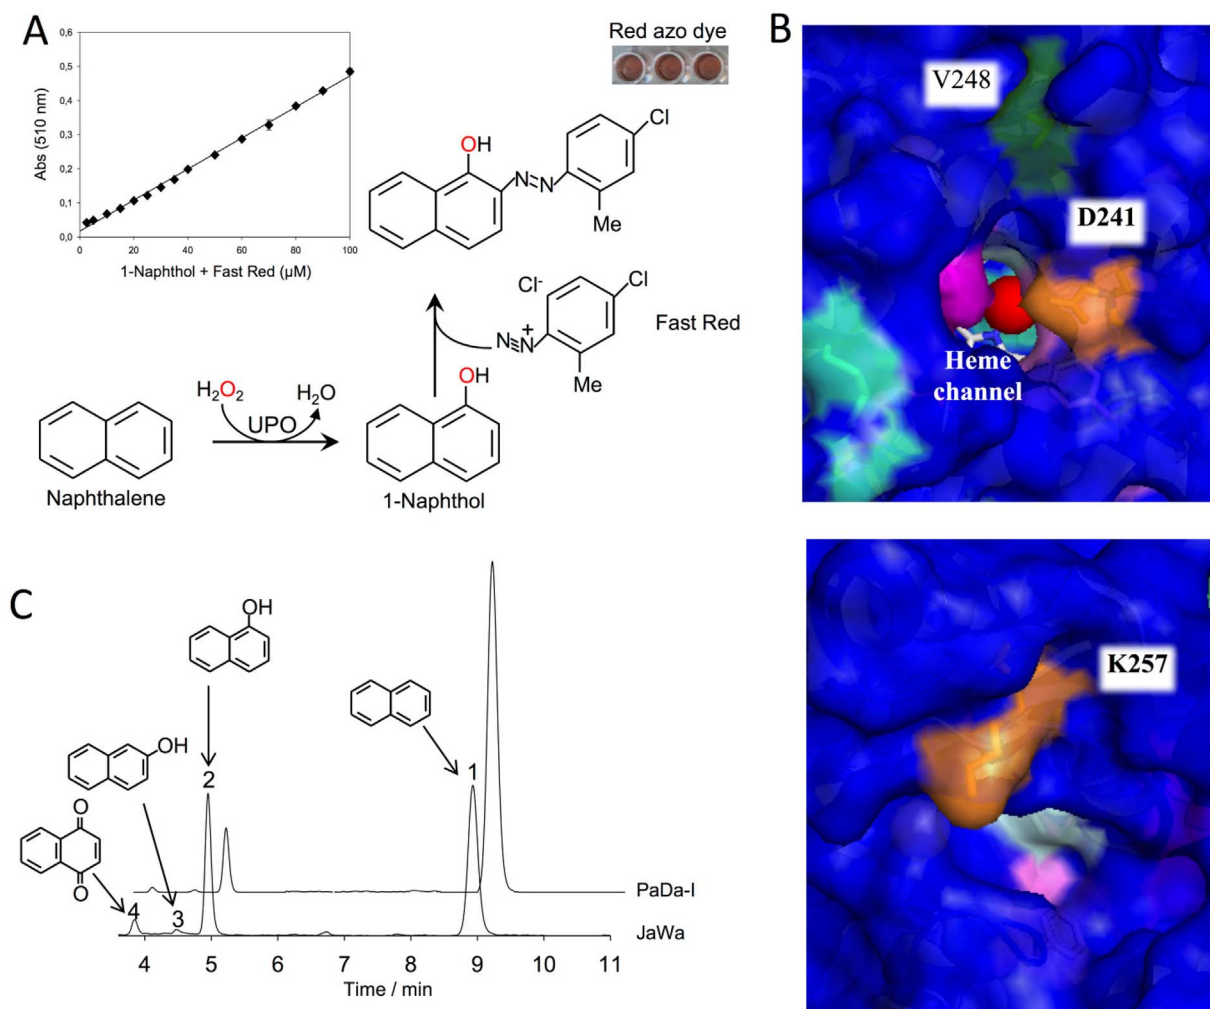 A
0,6
0,5
0,4
0,3
0,2
0,1
0,0
Abs (510 nm)
0 20 40 60 80 100
1-Naphthol + Fast Red (µM)
Red azo dye
OH
Cl
N=N
Me
Cl-
Cl
N≡N+
Me
Fast Red
H2O2
H2O
UPO
OH
Naphthalene
1-Naphthol
B
V248
D241
Heme
channel
K257
C
OH
OH
O
O
1
2
3
4
PaDa-I
JaWa
4 5 6 7 8 9 10 11
Time / min